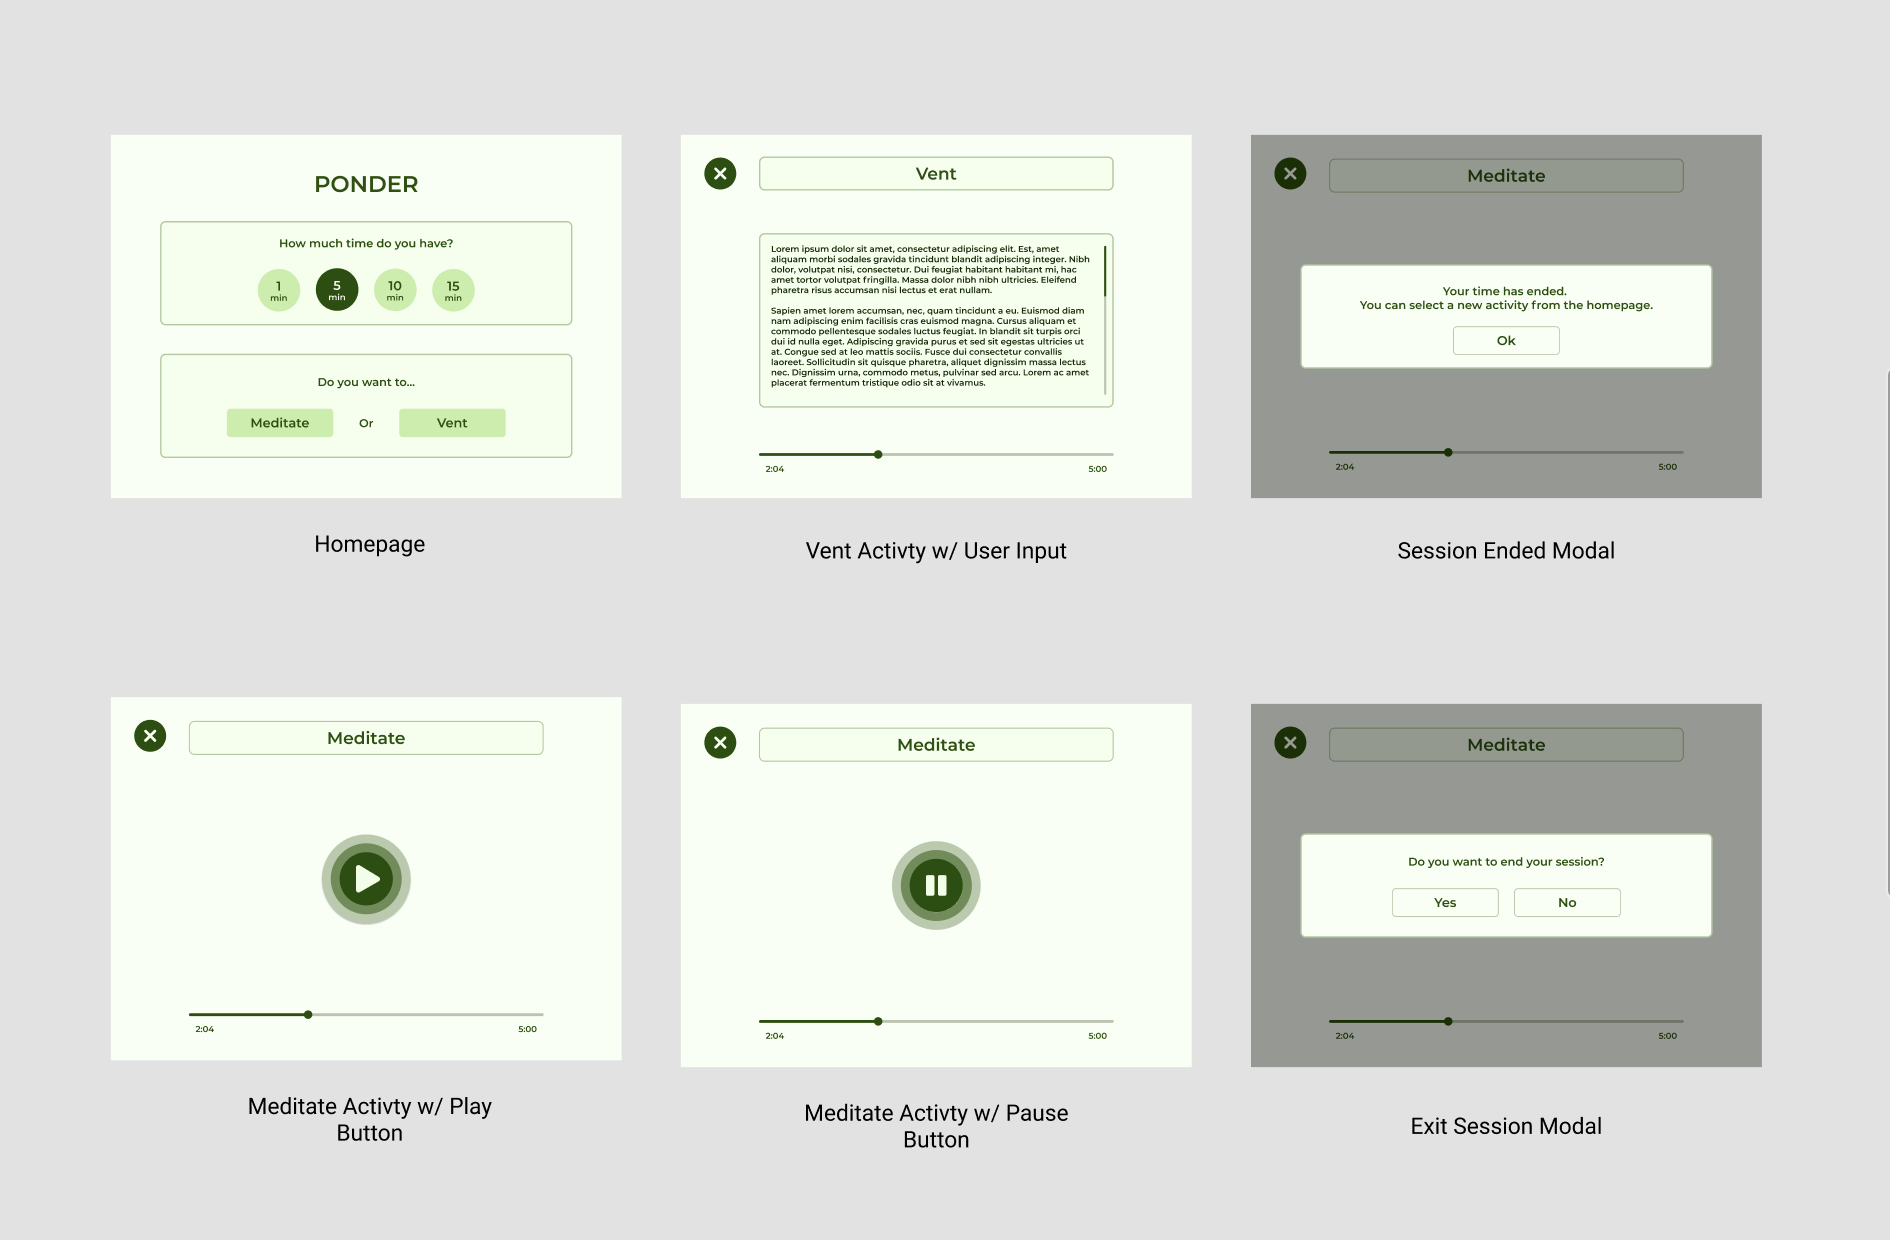 PONDER
How much time do you have?
1
min
5
min
10
min
15
min
Do you want to...
Meditate
Or
Vent
Homepage
Vent
Lorem ipsum dolor sit amet, consectetur adipiscing elit. Est, amet
aliquam morbi sodales gravida tincidunt blandit adipiscing integer. Nibh
dolor, volutpat nisi, consectetur. Dui feugiat habitant habitant mi, hac
amet tortor volutpat fringilla. Massa dolor nibh nibh ultricies. Eleifend
pharetra risus accumsan nisi lectus et erat nullam.
Sapien amet lorem accumsan, nec, quam tincidunt a eu. Euismod diam
nam adipiscing enim facilisis cras euismod magna. Cursus aliquam et
commodo pellentesque sodales luctus feugiat. In blandit sit turpis orci
dui id nulla eget. Adipiscing gravida purus et sed sit egestas ultricies ut
at. Congue sed at leo mattis sociis. Fusce dui consectetur convallis
laoreet. Sollicitudin sit quisque pharetra, aliquet dignissim massa lectus
nec. Dignissim urna, commodo metus, pulvinar sed arcu. Lorem ac amet
placerat fermentum tristique odio sit at vivamus.
2:04
5:00
Vent Activty w/ User Input
Meditate
Your time has ended.
You can select a new activity from the homepage.
Ok
2:04
5:00
Session Ended Modal
Meditate
2:04
5:00
Meditate Activty w/ Play
Button
Meditate
2:04
5:00
Meditate Activty w/ Pause
Button
Meditate
Do you want to end your session?
Yes
No
2:04
5:00
Exit Session Modal